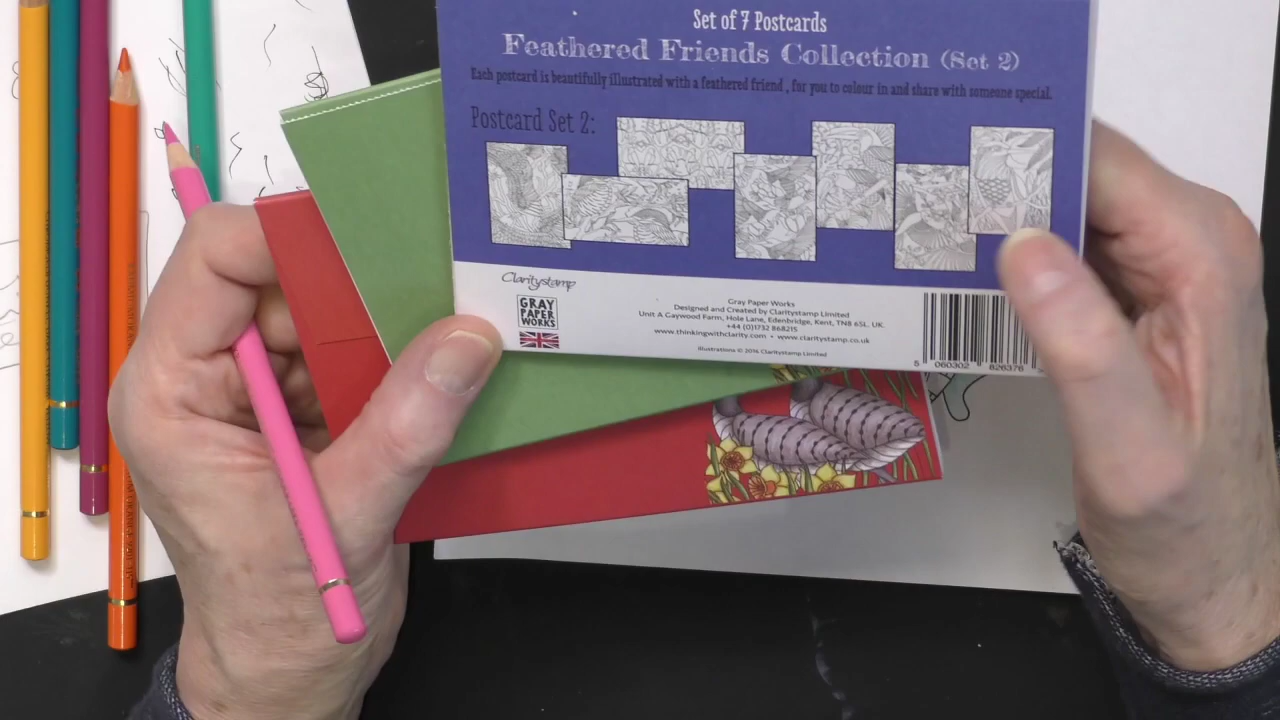 Set of 7 Postcards
Feathered Friends Collection (Set 2)
Each postcard is beautifully illustrated with a feathered friend , for you to colour in and share with someone special.
Postcard Set 2:
Claritystamp
GRAY
PAPER
WORKS
Gray Paper Works
Designed and Created by Claritystamp Limited
Unit A Gaywood Farm, Hole Lane, Edenbridge, Kent, TN8 6SL. UK.
+44 (0)1732 868215
www.thinkingwithclarity.com • www.claritystamp.co.uk
Illustrations © 2016 Claritystamp Limited
5 060302 826376